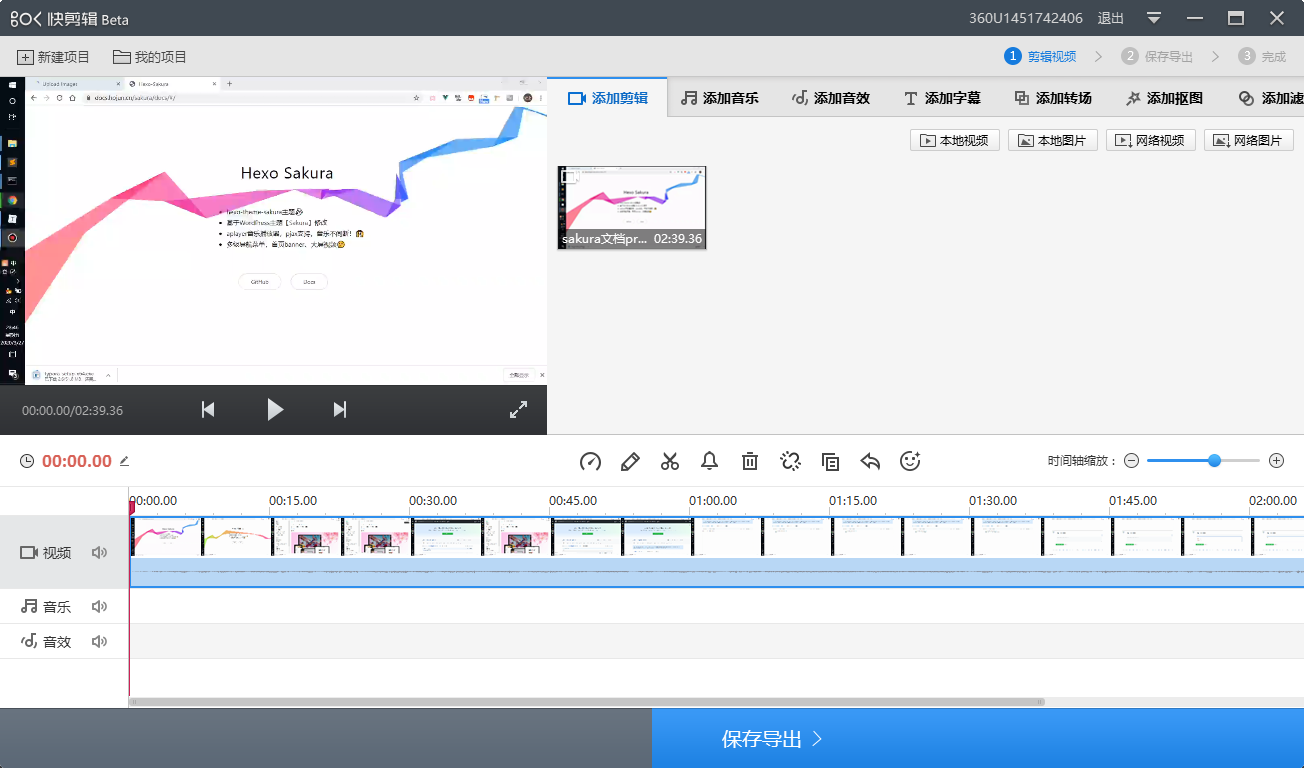 快剪辑 Beta
360U1451742406 退出
新建项目 我的项目
1 剪辑视频 2 保存导出 3 完成
Upload Images Hexo-Sakura
docs.hojun.cn/sakura/docs/#/
Hexo Sakura
hexo-theme-sakura主题
基于WordPress主题【Sakura】修改
aplayer音乐播放器，pjax支持，音乐不间断！
多级导航菜单，首页banner，大屏视频
GitHub Docs
全部显示
添加剪辑 添加音乐 添加音效 添加字幕 添加转场 添加抠图 添加滤
本地视频 本地图片 网络视频 网络图片
sakura文档pr... 02:39.36
00:00.00/02:39.36
00:00.00
时间轴缩放：
00:00.00 00:15.00 00:30.00 00:45.00 01:00.00 01:15.00 01:30.00 01:45.00 02:00.00
视频
音乐
音效
保存导出